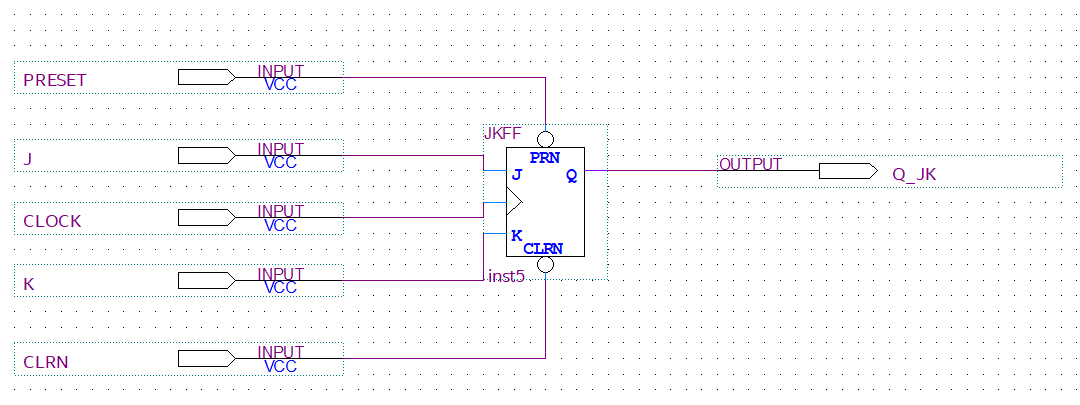 PRESET
INPUT
VCC
JKFF
PRN
J
INPUT
VCC
J
Q
OUTPUT
Q_JK
CLOCK
INPUT
VCC
K
CLRN
K
INPUT
VCC
inst5
CLRN
INPUT
VCC